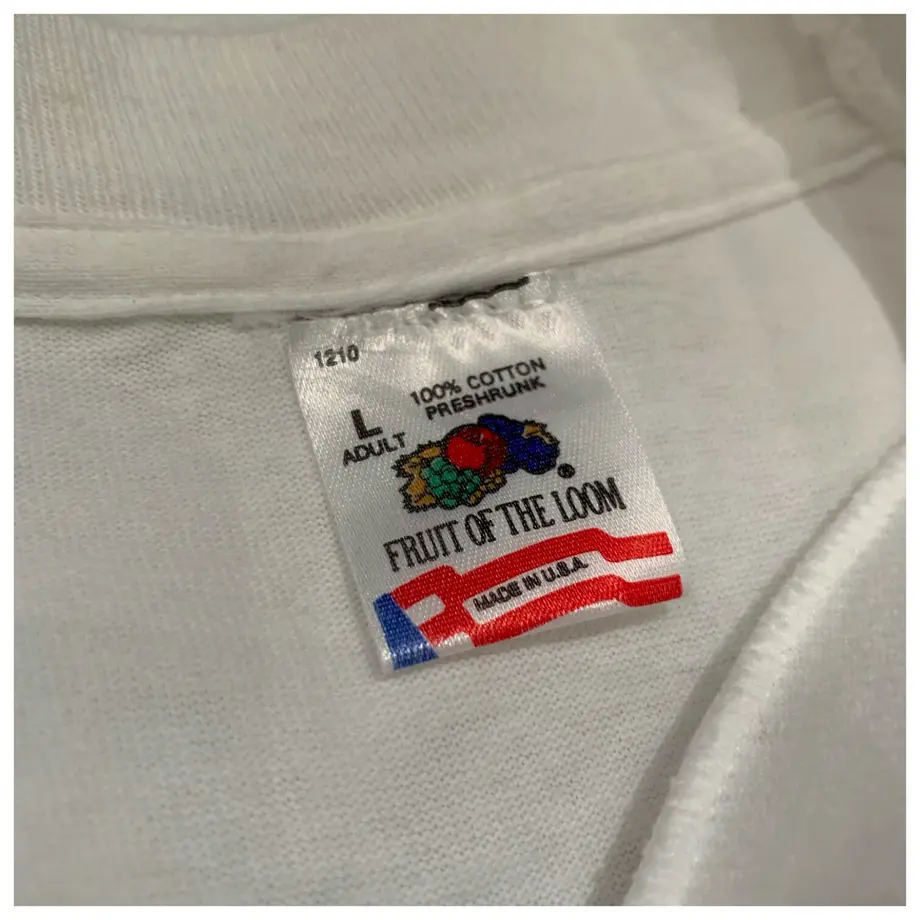 1210
100% COTTON
PRESHRUNK
L
ADULT
®
FRUIT OF THE LOOM
MADE IN U.S.A.